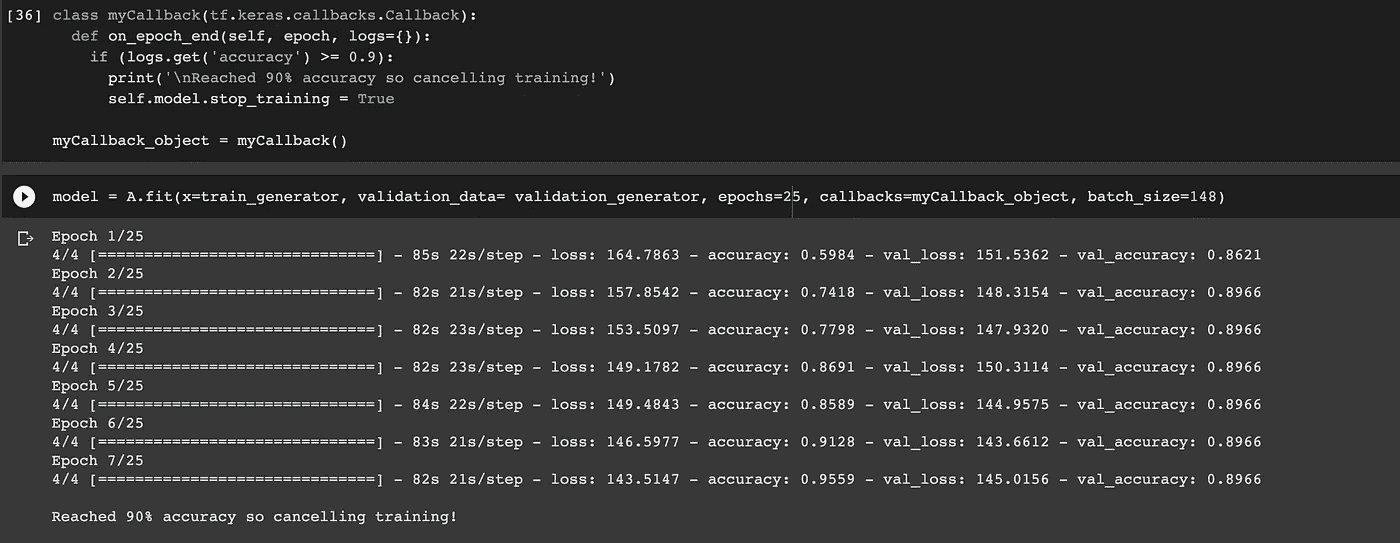 [36] class myCallback(tf.keras.callbacks.Callback):
def on_epoch_end(self, epoch, logs={}):
if (logs.get('accuracy') >= 0.9):
print('\nReached 90% accuracy so cancelling training!')
self.model.stop_training = True
myCallback_object = myCallback()
model = A.fit(x=train_generator, validation_data= validation_generator, epochs=25, callbacks=myCallback_object, batch_size=148)
Epoch 1/25
4/4 [==============================] - 85s 22s/step - loss: 164.7863 - accuracy: 0.5984 - val_loss: 151.5362 - val_accuracy: 0.8621
Epoch 2/25
4/4 [==============================] - 82s 21s/step - loss: 157.8542 - accuracy: 0.7418 - val_loss: 148.3154 - val_accuracy: 0.8966
Epoch 3/25
4/4 [==============================] - 82s 23s/step - loss: 153.5097 - accuracy: 0.7798 - val_loss: 147.9320 - val_accuracy: 0.8966
Epoch 4/25
4/4 [==============================] - 82s 23s/step - loss: 149.1782 - accuracy: 0.8691 - val_loss: 150.3114 - val_accuracy: 0.8966
Epoch 5/25
4/4 [==============================] - 84s 22s/step - loss: 149.4843 - accuracy: 0.8589 - val_loss: 144.9575 - val_accuracy: 0.8966
Epoch 6/25
4/4 [==============================] - 83s 21s/step - loss: 146.5977 - accuracy: 0.9128 - val_loss: 143.6612 - val_accuracy: 0.8966
Epoch 7/25
4/4 [==============================] - 82s 21s/step - loss: 143.5147 - accuracy: 0.9559 - val_loss: 145.0156 - val_accuracy: 0.8966
Reached 90% accuracy so cancelling training!